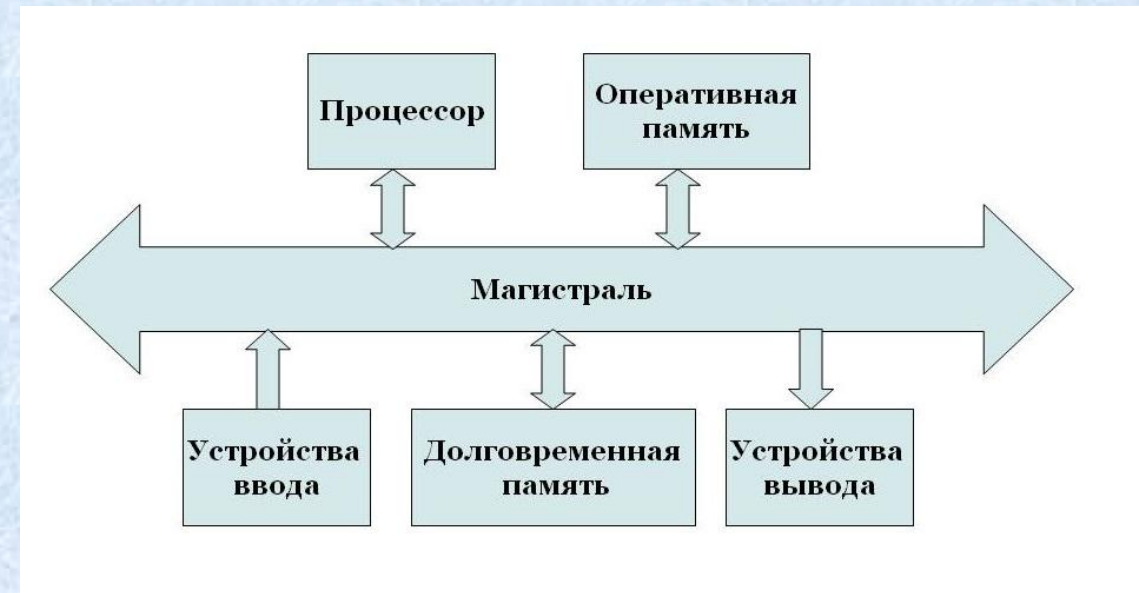 Процессор
Оперативная
память
Магистраль
Устройства
ввода
Долговременная
память
Устройства
вывода